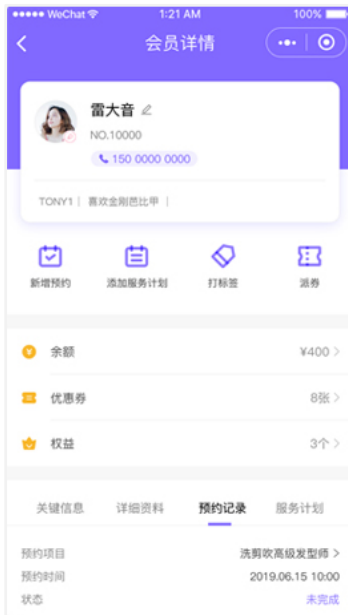 WeChat 1:21 AM 100%
会员详情
雷大音
NO.10000
150 0000 0000
TONY1 | 喜欢金刚芭比甲 |
新增预约 添加服务计划 打标签 派券
余额 ¥400
优惠券 8张
权益 3个
关键信息 详细资料 预约记录 服务计划
预约项目 洗剪吹高级发型师
预约时间 2019.06.15 10:00
状态 未完成